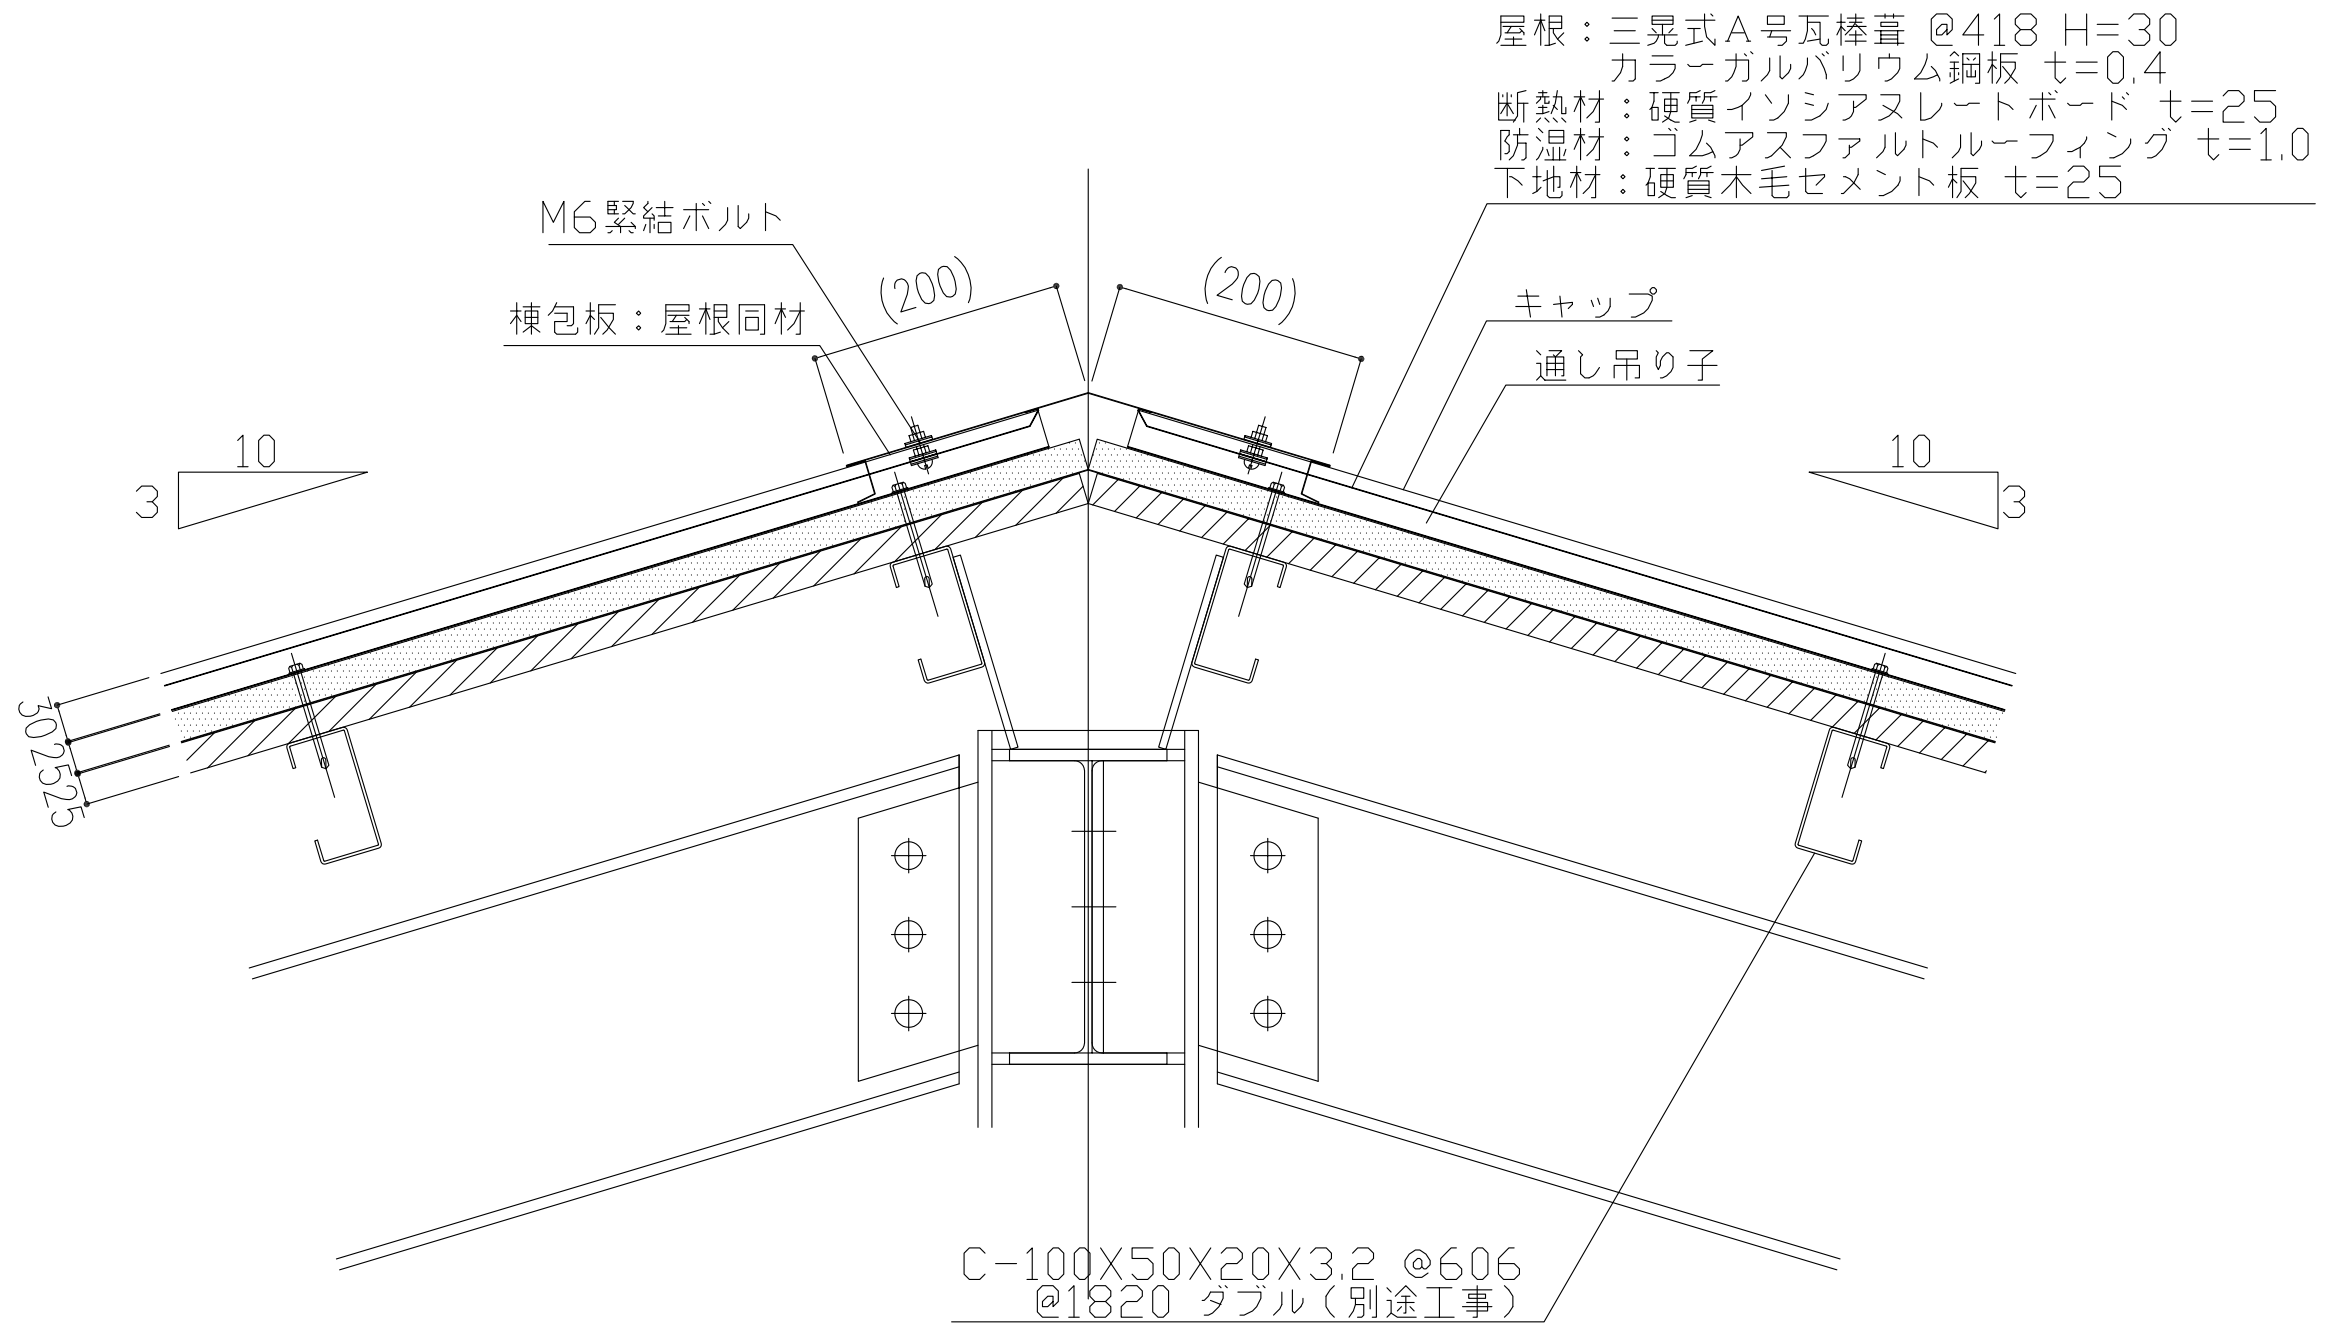 屋根：三晃式A号瓦棒葺 @418 H=30
カラーガルバリウム鋼板 t=0.4
断熱材：硬質イソシアヌレートボード t=25
防湿材：ゴムアスファルトルーフィング t=1.0
下地材：硬質木毛セメント板 t=25
M6緊結ボルト
(200)
(200)
棟包板：屋根同材
キャップ
通し吊り子
10
3
10
3
30
25
25
C-100X50X20X3.2 @606
@1820 ダブル（別途工事）